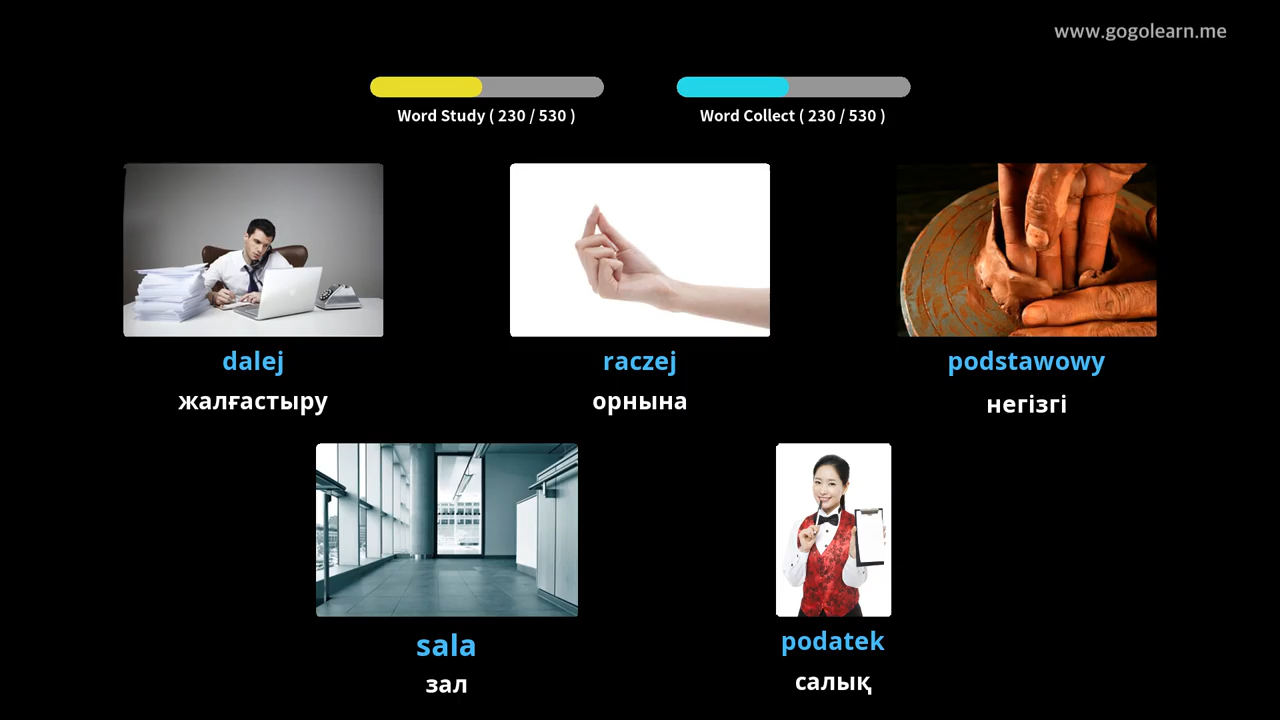 www.gogolearn.me
Word Study ( 230 / 530 )
Word Collect ( 230 / 530 )
dalej
жалғастыру
raczej
орнына
podstawowy
негізгі
sala
зал
podatek
салық